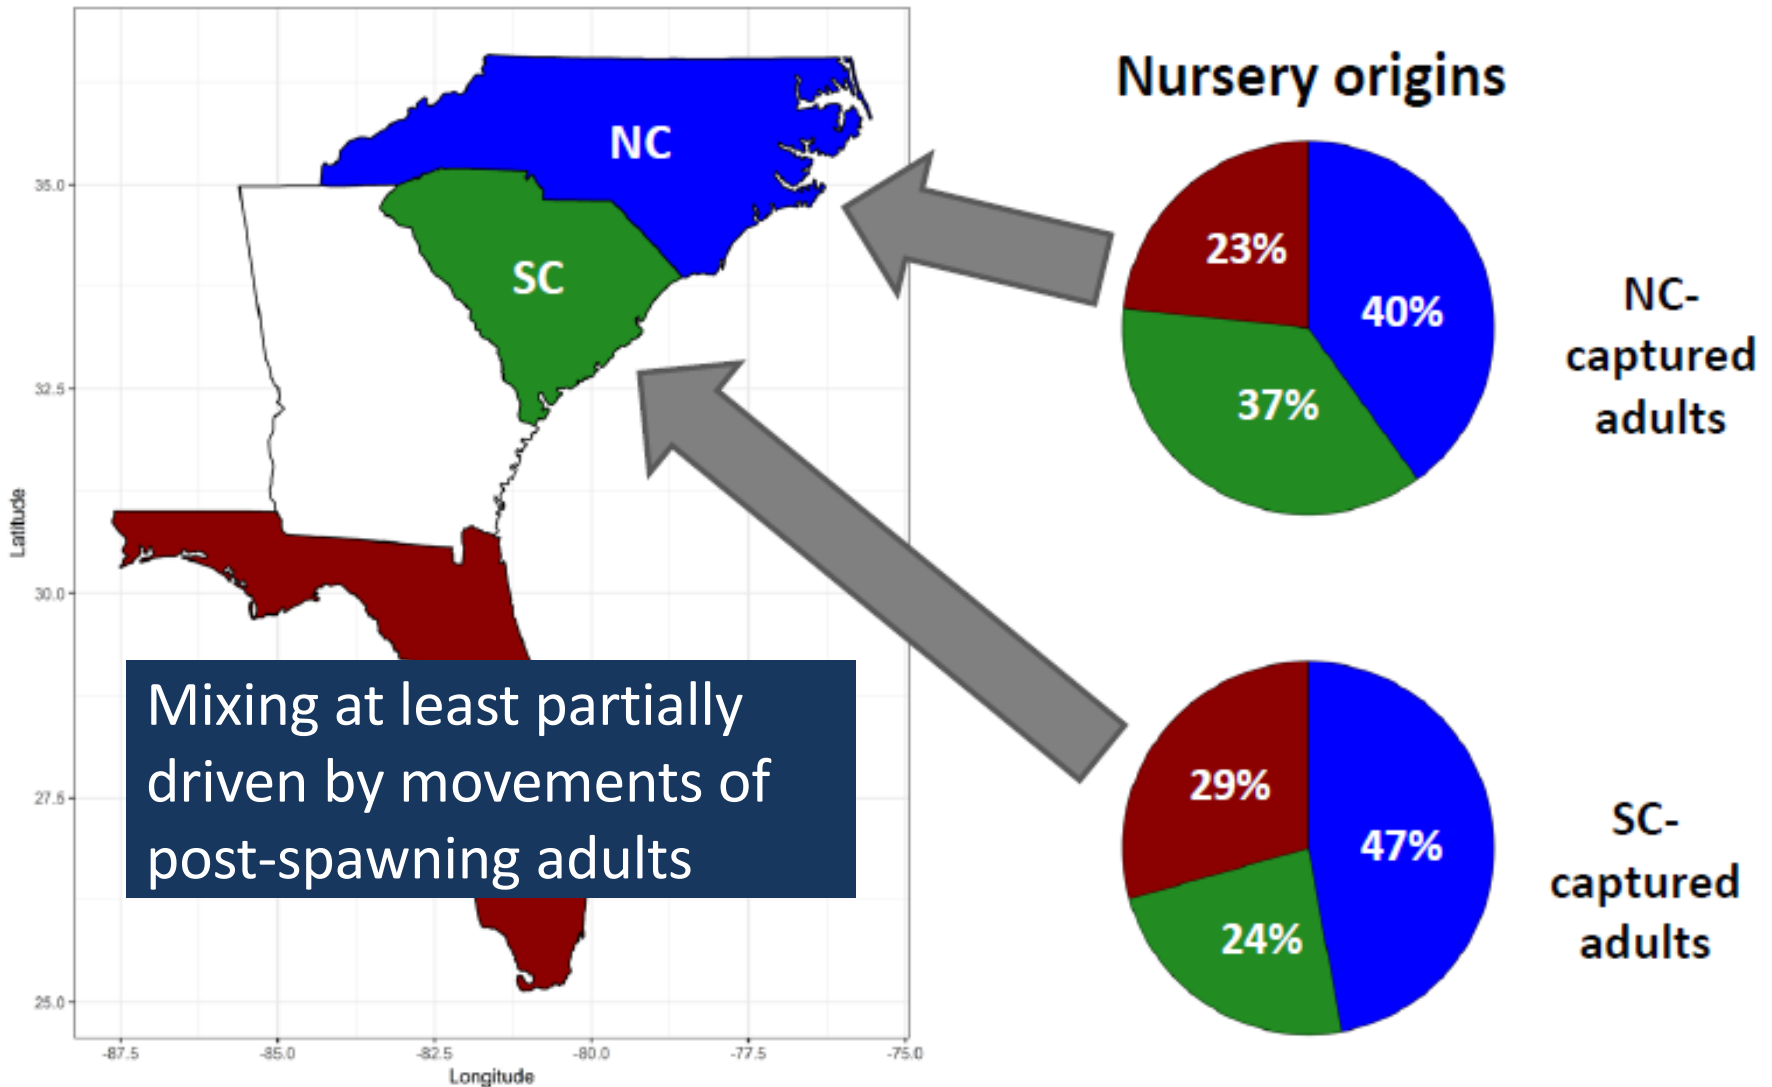 Nursery origins
NC
SC
23%
40%
37%
NC-
captured
adults
29%
47%
24%
SC-
captured
adults
Mixing at least partially
driven by movements of
post-spawning adults
Latitude
35.0
32.5
30.0
27.5
25.0
-87.5
-85.0
-82.5
-80.0
-77.5
-75.0
Longitude